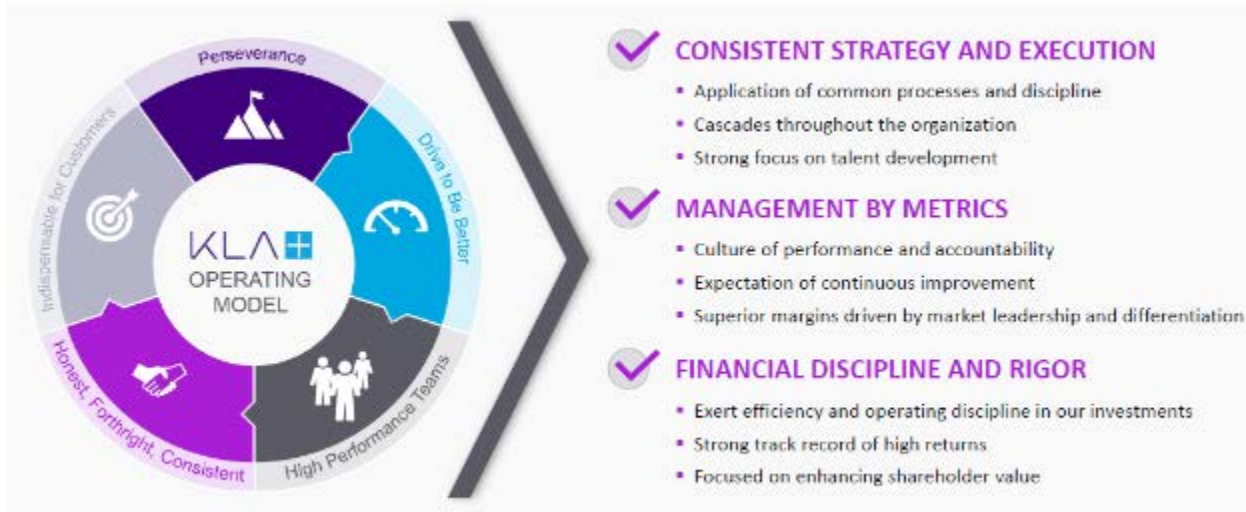 Perseverance
Drive to Be Better
High Performance Teams
Honest, Forthright, Consistent
Indispensable for Customers
KLA
OPERATING
MODEL
CONSISTENT STRATEGY AND EXECUTION
▪ Application of common processes and discipline
▪ Cascades throughout the organization
▪ Strong focus on talent development
MANAGEMENT BY METRICS
▪ Culture of performance and accountability
▪ Expectation of continuous improvement
▪ Superior margins driven by market leadership and differentiation
FINANCIAL DISCIPLINE AND RIGOR
▪ Exert efficiency and operating discipline in our investments
▪ Strong track record of high returns
▪ Focused on enhancing shareholder value